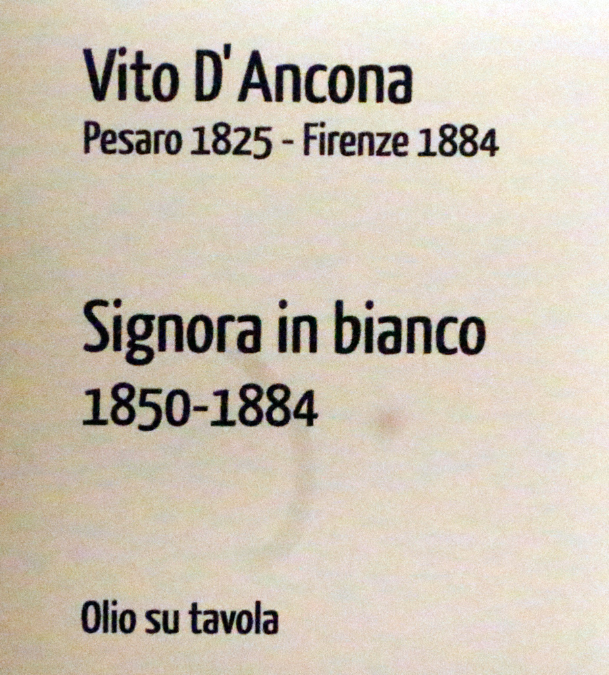 Vito D'Ancona
Pesaro 1825 - Firenze 1884
Signora in bianco
1850-1884
Olio su tavola